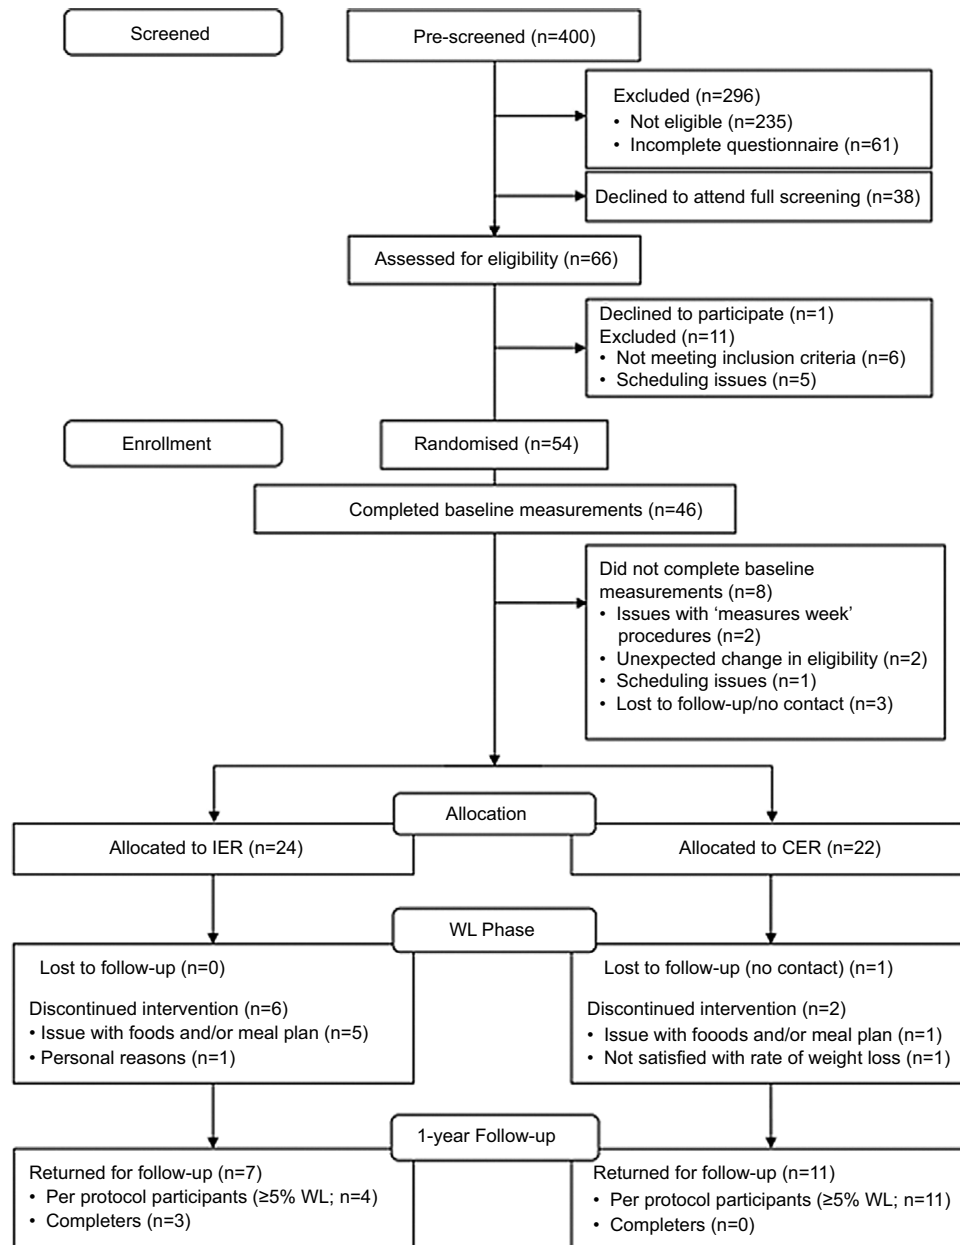 Screened
Pre-screened (n=400)
Excluded (n=296)
• Not eligible (n=235)
• Incomplete questionnaire (n=61)
Declined to attend full screening (n=38)
Assessed for eligibility (n=66)
Declined to participate (n=1)
Excluded (n=11)
• Not meeting inclusion criteria (n=6)
• Scheduling issues (n=5)
Enrollment
Randomised (n=54)
Completed baseline measurements (n=46)
Did not complete baseline
measurements (n=8)
• Issues with ‘measures week’
procedures (n=2)
• Unexpected change in eligibility (n=2)
• Scheduling issues (n=1)
• Lost to follow-up/no contact (n=3)
Allocation
Allocated to IER (n=24)
Allocated to CER (n=22)
WL Phase
Lost to follow-up (n=0)
Discontinued intervention (n=6)
• Issue with foods and/or meal plan (n=5)
• Personal reasons (n=1)
Lost to follow-up (no contact) (n=1)
Discontinued intervention (n=2)
• Issue with fooods and/or meal plan (n=1)
• Not satisfied with rate of weight loss (n=1)
1-year Follow-up
Returned for follow-up (n=7)
• Per protocol participants (≥5% WL; n=4)
• Completers (n=3)
Returned for follow-up (n=11)
• Per protocol participants (≥5% WL; n=11)
• Completers (n=0)